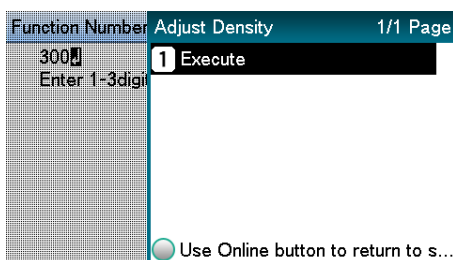 Function Number
Adjust Density
1/1 Page
300
Enter 1-3digi
1 Execute
Use Online button to return to s...